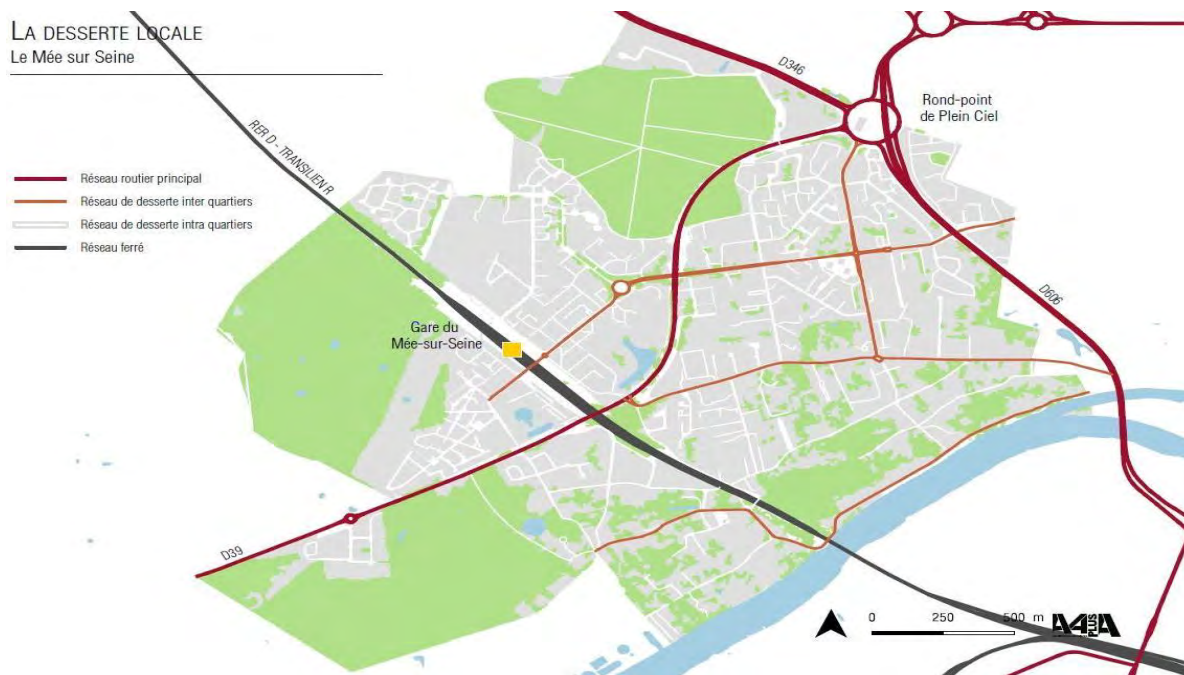 LA DESSERTE LOCALE
Le Mée sur Seine
D346
Rond-point
de Plein Ciel
RER D - TRANSILIEN R
Réseau routier principal
Réseau de desserte inter quartiers
Réseau de desserte intra quartiers
Réseau ferré
D606
Gare du
Mée-sur-Seine
D39
0 250 500 m
A4PLUSA